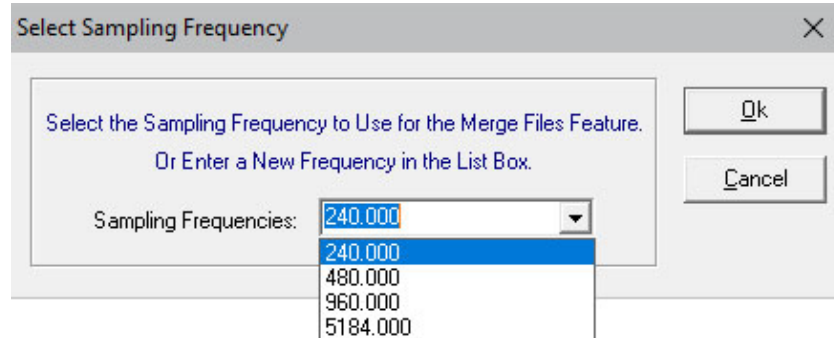 Select Sampling Frequency
Select the Sampling Frequency to Use for the Merge Files Feature.
Or Enter a New Frequency in the List Box.
Sampling Frequencies: 240.000
240.000
480.000
960.000
5184.000
Ok
Cancel